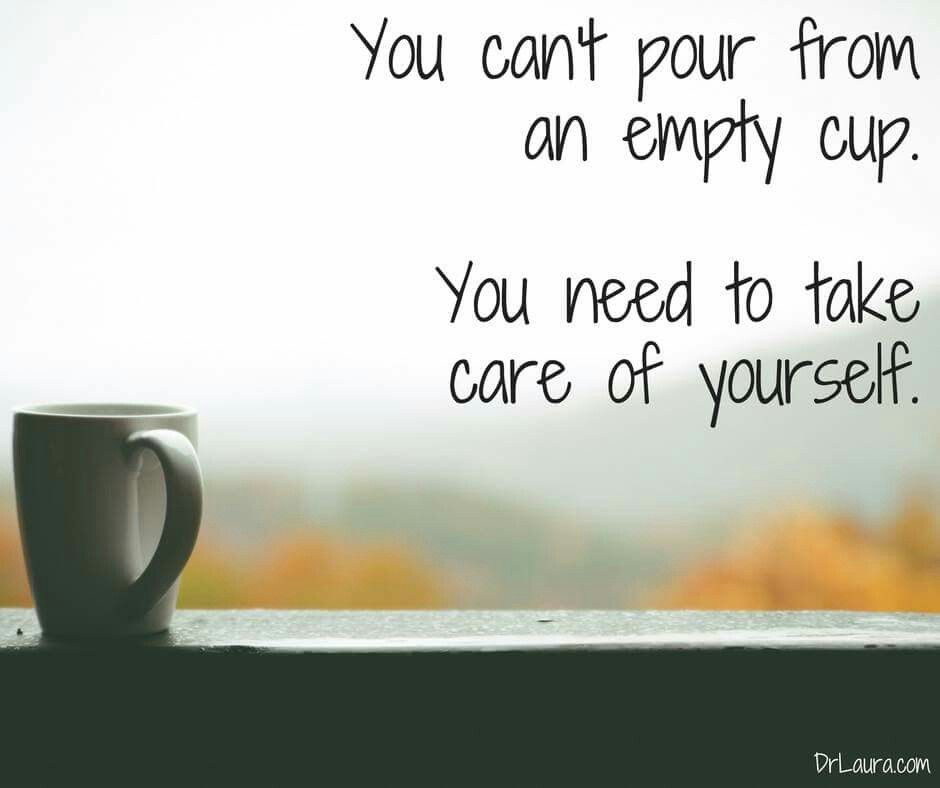 You can't pour from
an empty cup.
You need to take
care of yourself.
DrLaura.com